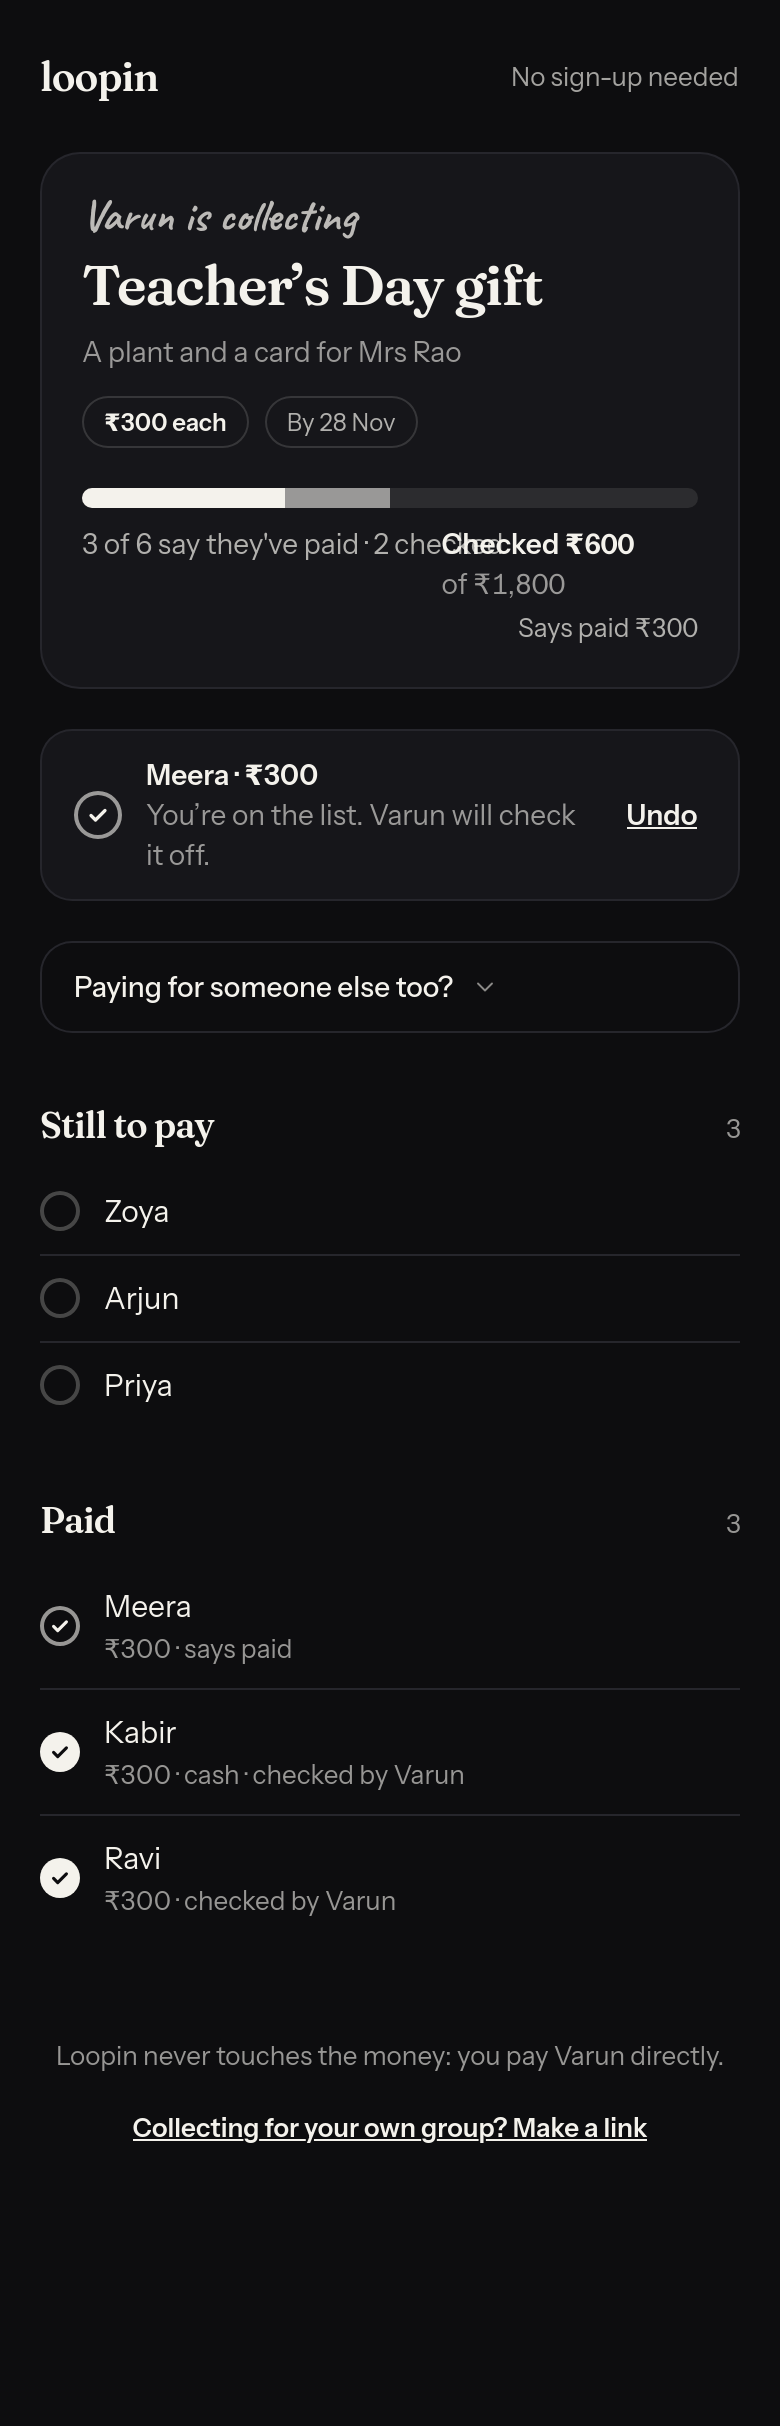 loopin
No sign-up needed
Varun is collecting
Teacher’s Day gift
A plant and a card for Mrs Rao
₹300 each
By 28 Nov
3 of 6 say they've paid · 2 checked
Checked ₹600
of ₹1,800
Says paid ₹300
Meera · ₹300
You’re on the list. Varun will check
it off.
Undo
Paying for someone else too?
Still to pay
3
Zoya
Arjun
Priya
Paid
3
Meera
₹300 · says paid
Kabir
₹300 · cash · checked by Varun
Ravi
₹300 · checked by Varun
Loopin never touches the money: you pay Varun directly.
Collecting for your own group? Make a link